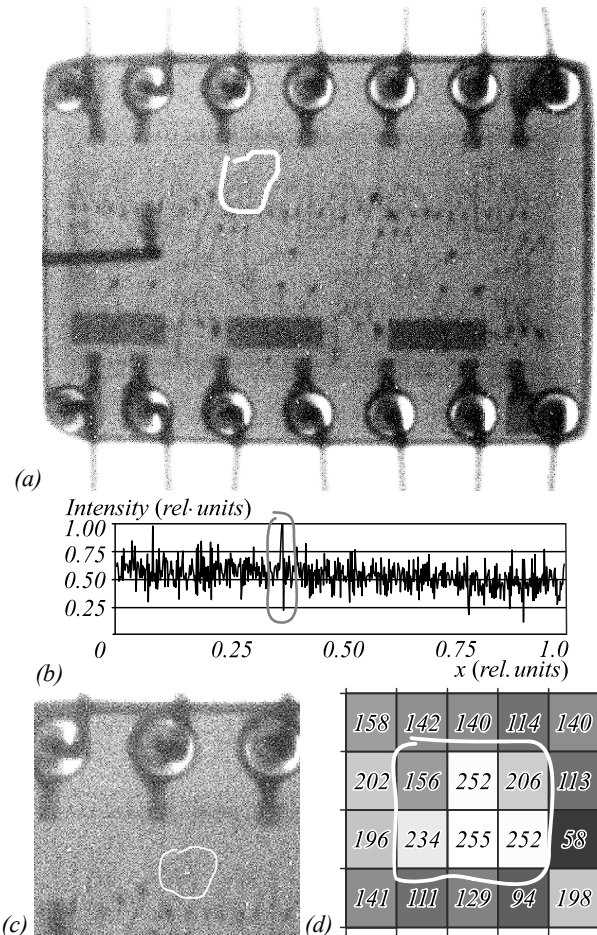 (a)
Intensity (rel· units)
1.00
0.75
0.50
0.25
0 0.25 0.50 0.75 1.0
x (rel. units)
(b)
158 142 140 114 140
202 156 252 206 113
196 234 255 252 58
141 111 129 94 198
(c) (d)